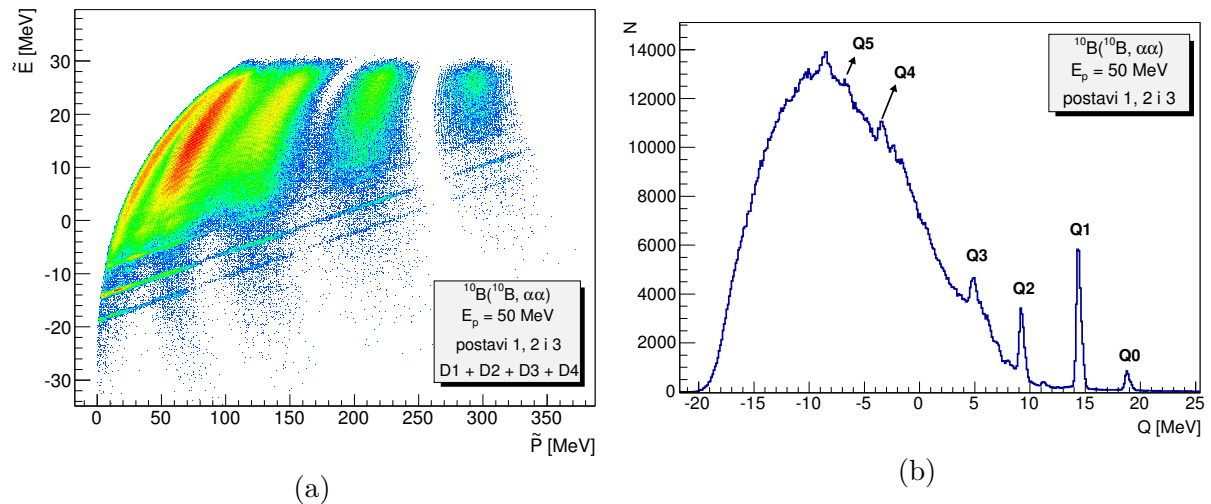 Ẽ [MeV]
30
20
10
0
-10
-20
-30
¹⁰B(¹⁰B, αα)
Eₚ = 50 MeV
postavi 1, 2 i 3
D1 + D2 + D3 + D4
0 50 100 150 200 250 300 350
P̃ [MeV]
(a)
N
14000
12000
10000
8000
6000
4000
2000
0
Q5
Q4
Q3
Q2
Q1
Q0
¹⁰B(¹⁰B, αα)
Eₚ = 50 MeV
postavi 1, 2 i 3
-20 -15 -10 -5 0 5 10 15 20 25
Q [MeV]
(b)